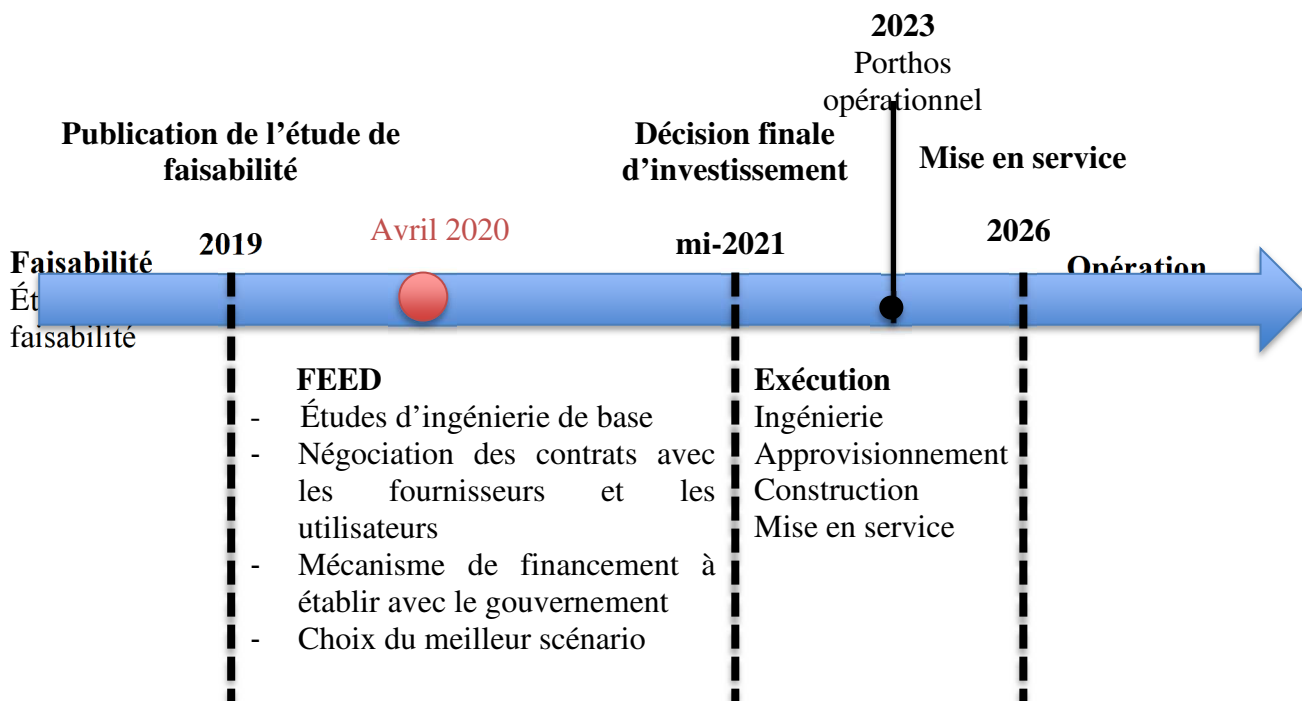 2023
Porthos
opérationnel
Publication de l’étude de
faisabilité
Décision finale
d’investissement
Mise en service
2019
Avril 2020
mi-2021
2026
Faisabilité
faisabilité
Opération
FEED
- Études d’ingénierie de base
- Négociation des contrats avec
les fournisseurs et les
utilisateurs
- Mécanisme de financement à
établir avec le gouvernement
- Choix du meilleur scénario
Exécution
Ingénierie
Approvisionnement
Construction
Mise en service